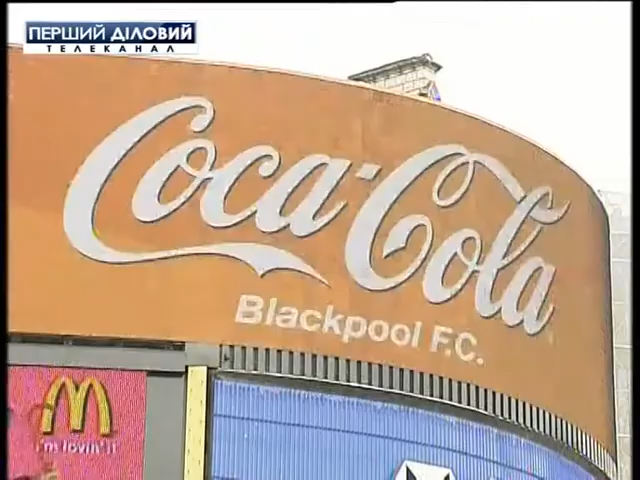 ПЕРШИЙ ДІЛОВИЙ
ТЕЛЕКАНАЛ
Coca-Cola
Blackpool F.C.
M
i'm lovin' it